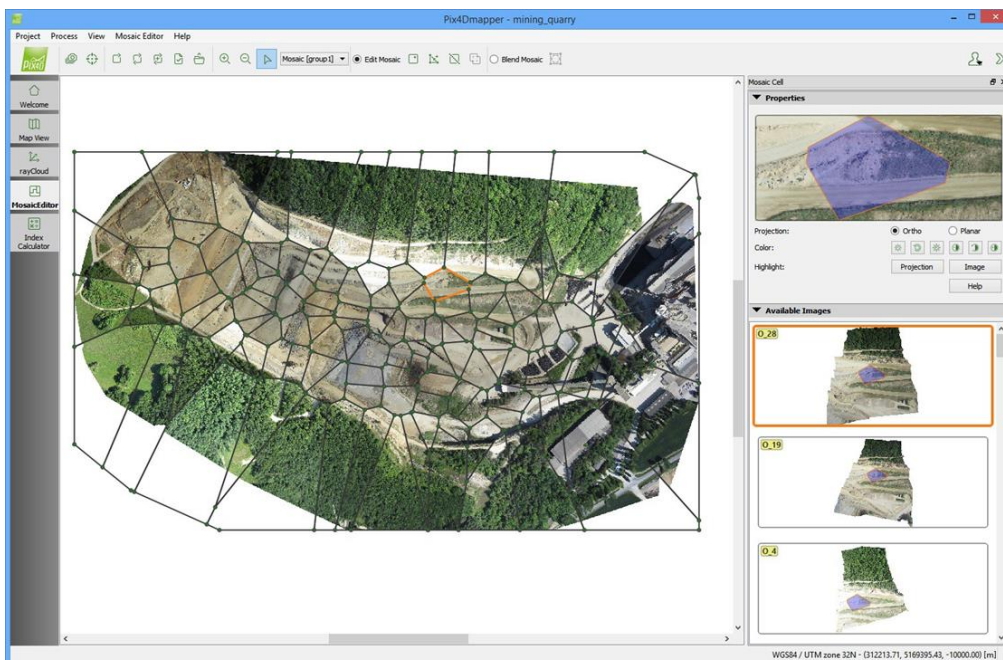 Pix4Dmapper - mining_quarry
Project Process View Mosaic Editor Help
Pix4D
Mosaic [group1] Edit Mosaic Blend Mosaic
Welcome
Map View
rayCloud
MosaicEditor
Index
Calculator
Mosaic Cell
Properties
Projection: Ortho Planar
Color:
Highlight: Projection Image
Help
Available Images
O_28
O_19
O_4
WGS84 / UTM zone 32N - (312213.71, 5169395.43, -10000.00) [m]